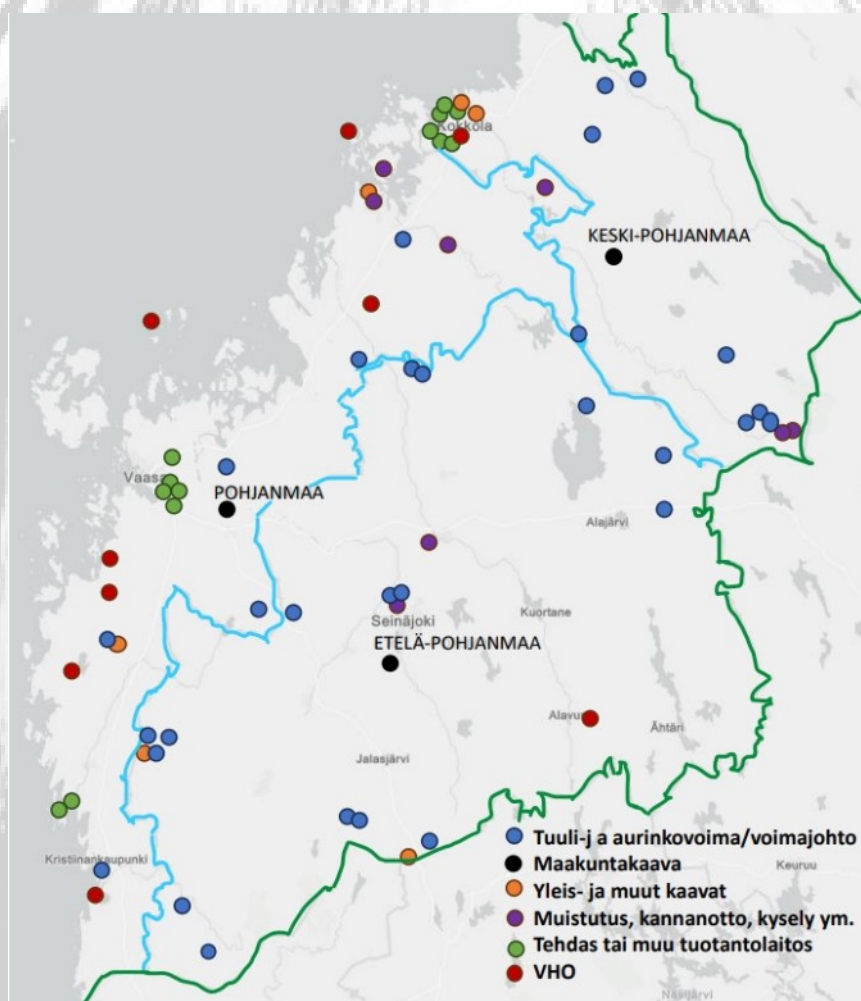 Kokkola
KESKI-POHJANMAA
Vaasa
POHJANMAA
Alajärvi
Kuortane
Seinäjoki
ETELÄ-POHJANMAA
Alavus
Ähtäri
Jalasjärvi
Kristiinankaupunki
Keuruu
Näsijärvi
Tuuli-j a aurinkovoima/voimajohto
Maakuntakaava
Yleis- ja muut kaavat
Muistutus, kannanotto, kysely ym.
Tehdas tai muu tuotantolaitos
VHO